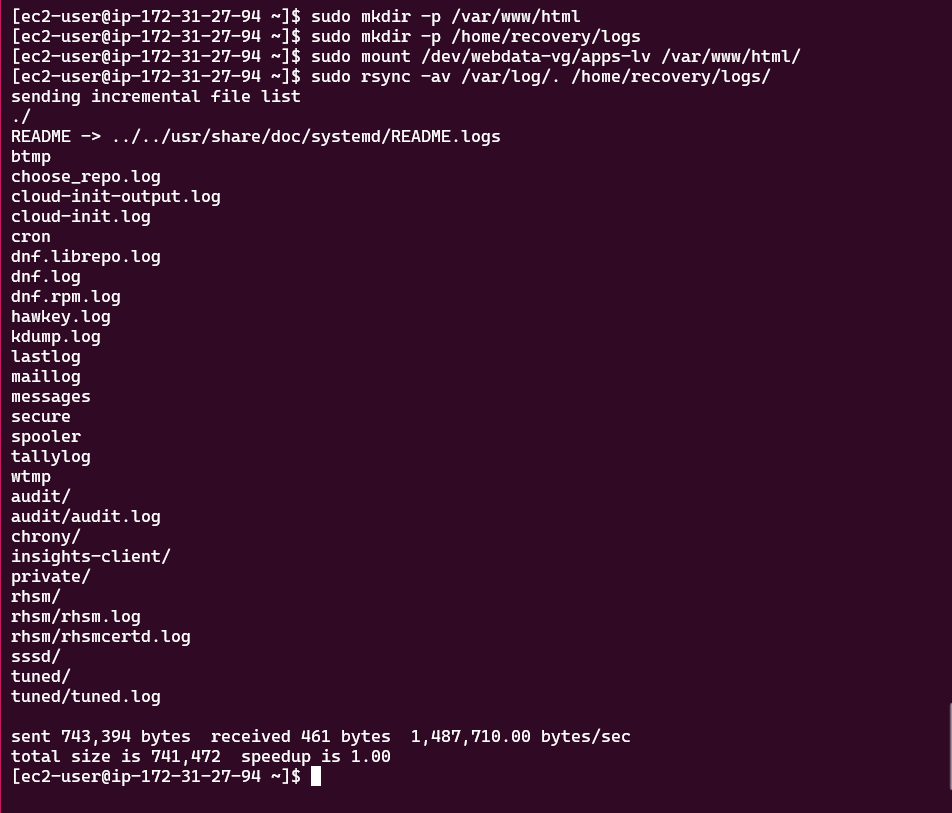 [ec2-user@ip-172-31-27-94 ~]$ sudo mkdir -p /var/www/html
[ec2-user@ip-172-31-27-94 ~]$ sudo mkdir -p /home/recovery/logs
[ec2-user@ip-172-31-27-94 ~]$ sudo mount /dev/webdata-vg/apps-lv /var/www/html/
[ec2-user@ip-172-31-27-94 ~]$ sudo rsync -av /var/log/. /home/recovery/logs/
sending incremental file list
./
README -> ../../usr/share/doc/systemd/README.logs
btmp
choose_repo.log
cloud-init-output.log
cloud-init.log
cron
dnf.librepo.log
dnf.log
dnf.rpm.log
hawkey.log
kdump.log
lastlog
maillog
messages
secure
spooler
tallylog
wtmp
audit/
audit/audit.log
chrony/
insights-client/
private/
rhsm/
rhsm/rhsm.log
rhsm/rhsmcertd.log
sssd/
tuned/
tuned/tuned.log
sent 743,394 bytes  received 461 bytes  1,487,710.00 bytes/sec
total size is 741,472  speedup is 1.00
[ec2-user@ip-172-31-27-94 ~]$